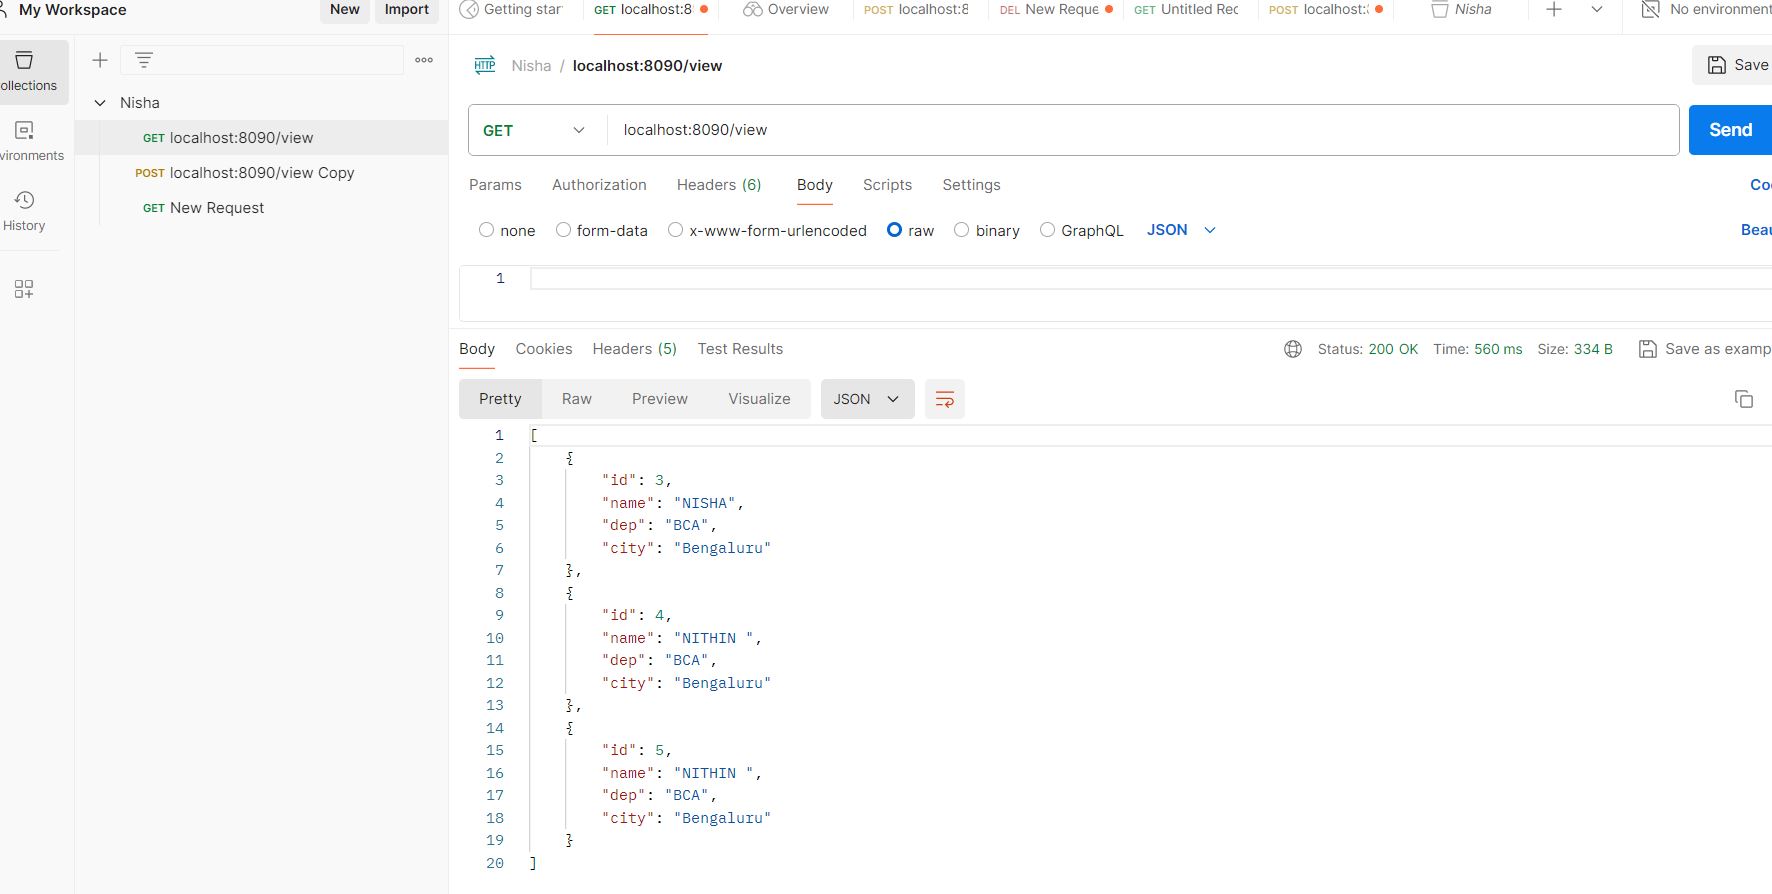 My Workspace
New
Import
Getting star
GET localhost:8
Overview
POST localhost:8
DEL New Reque
GET Untitled Rec
POST localhost:
Nisha
No environment
ollections
vironments
History
Nisha
GET localhost:8090/view
POST localhost:8090/view Copy
GET New Request
HTTP Nisha / localhost:8090/view
Save
GET
localhost:8090/view
Send
Params Authorization Headers (6) Body Scripts Settings
Coo
none form-data x-www-form-urlencoded raw binary GraphQL JSON
Beau
1
Body Cookies Headers (5) Test Results
Status: 200 OK Time: 560 ms Size: 334 B
Save as examp
Pretty Raw Preview Visualize JSON
1 [
2 {
3 "id": 3,
4 "name": "NISHA",
5 "dep": "BCA",
6 "city": "Bengaluru"
7 },
8 {
9 "id": 4,
10 "name": "NITHIN ",
11 "dep": "BCA",
12 "city": "Bengaluru"
13 },
14 {
15 "id": 5,
16 "name": "NITHIN ",
17 "dep": "BCA",
18 "city": "Bengaluru"
19 }
20 ]